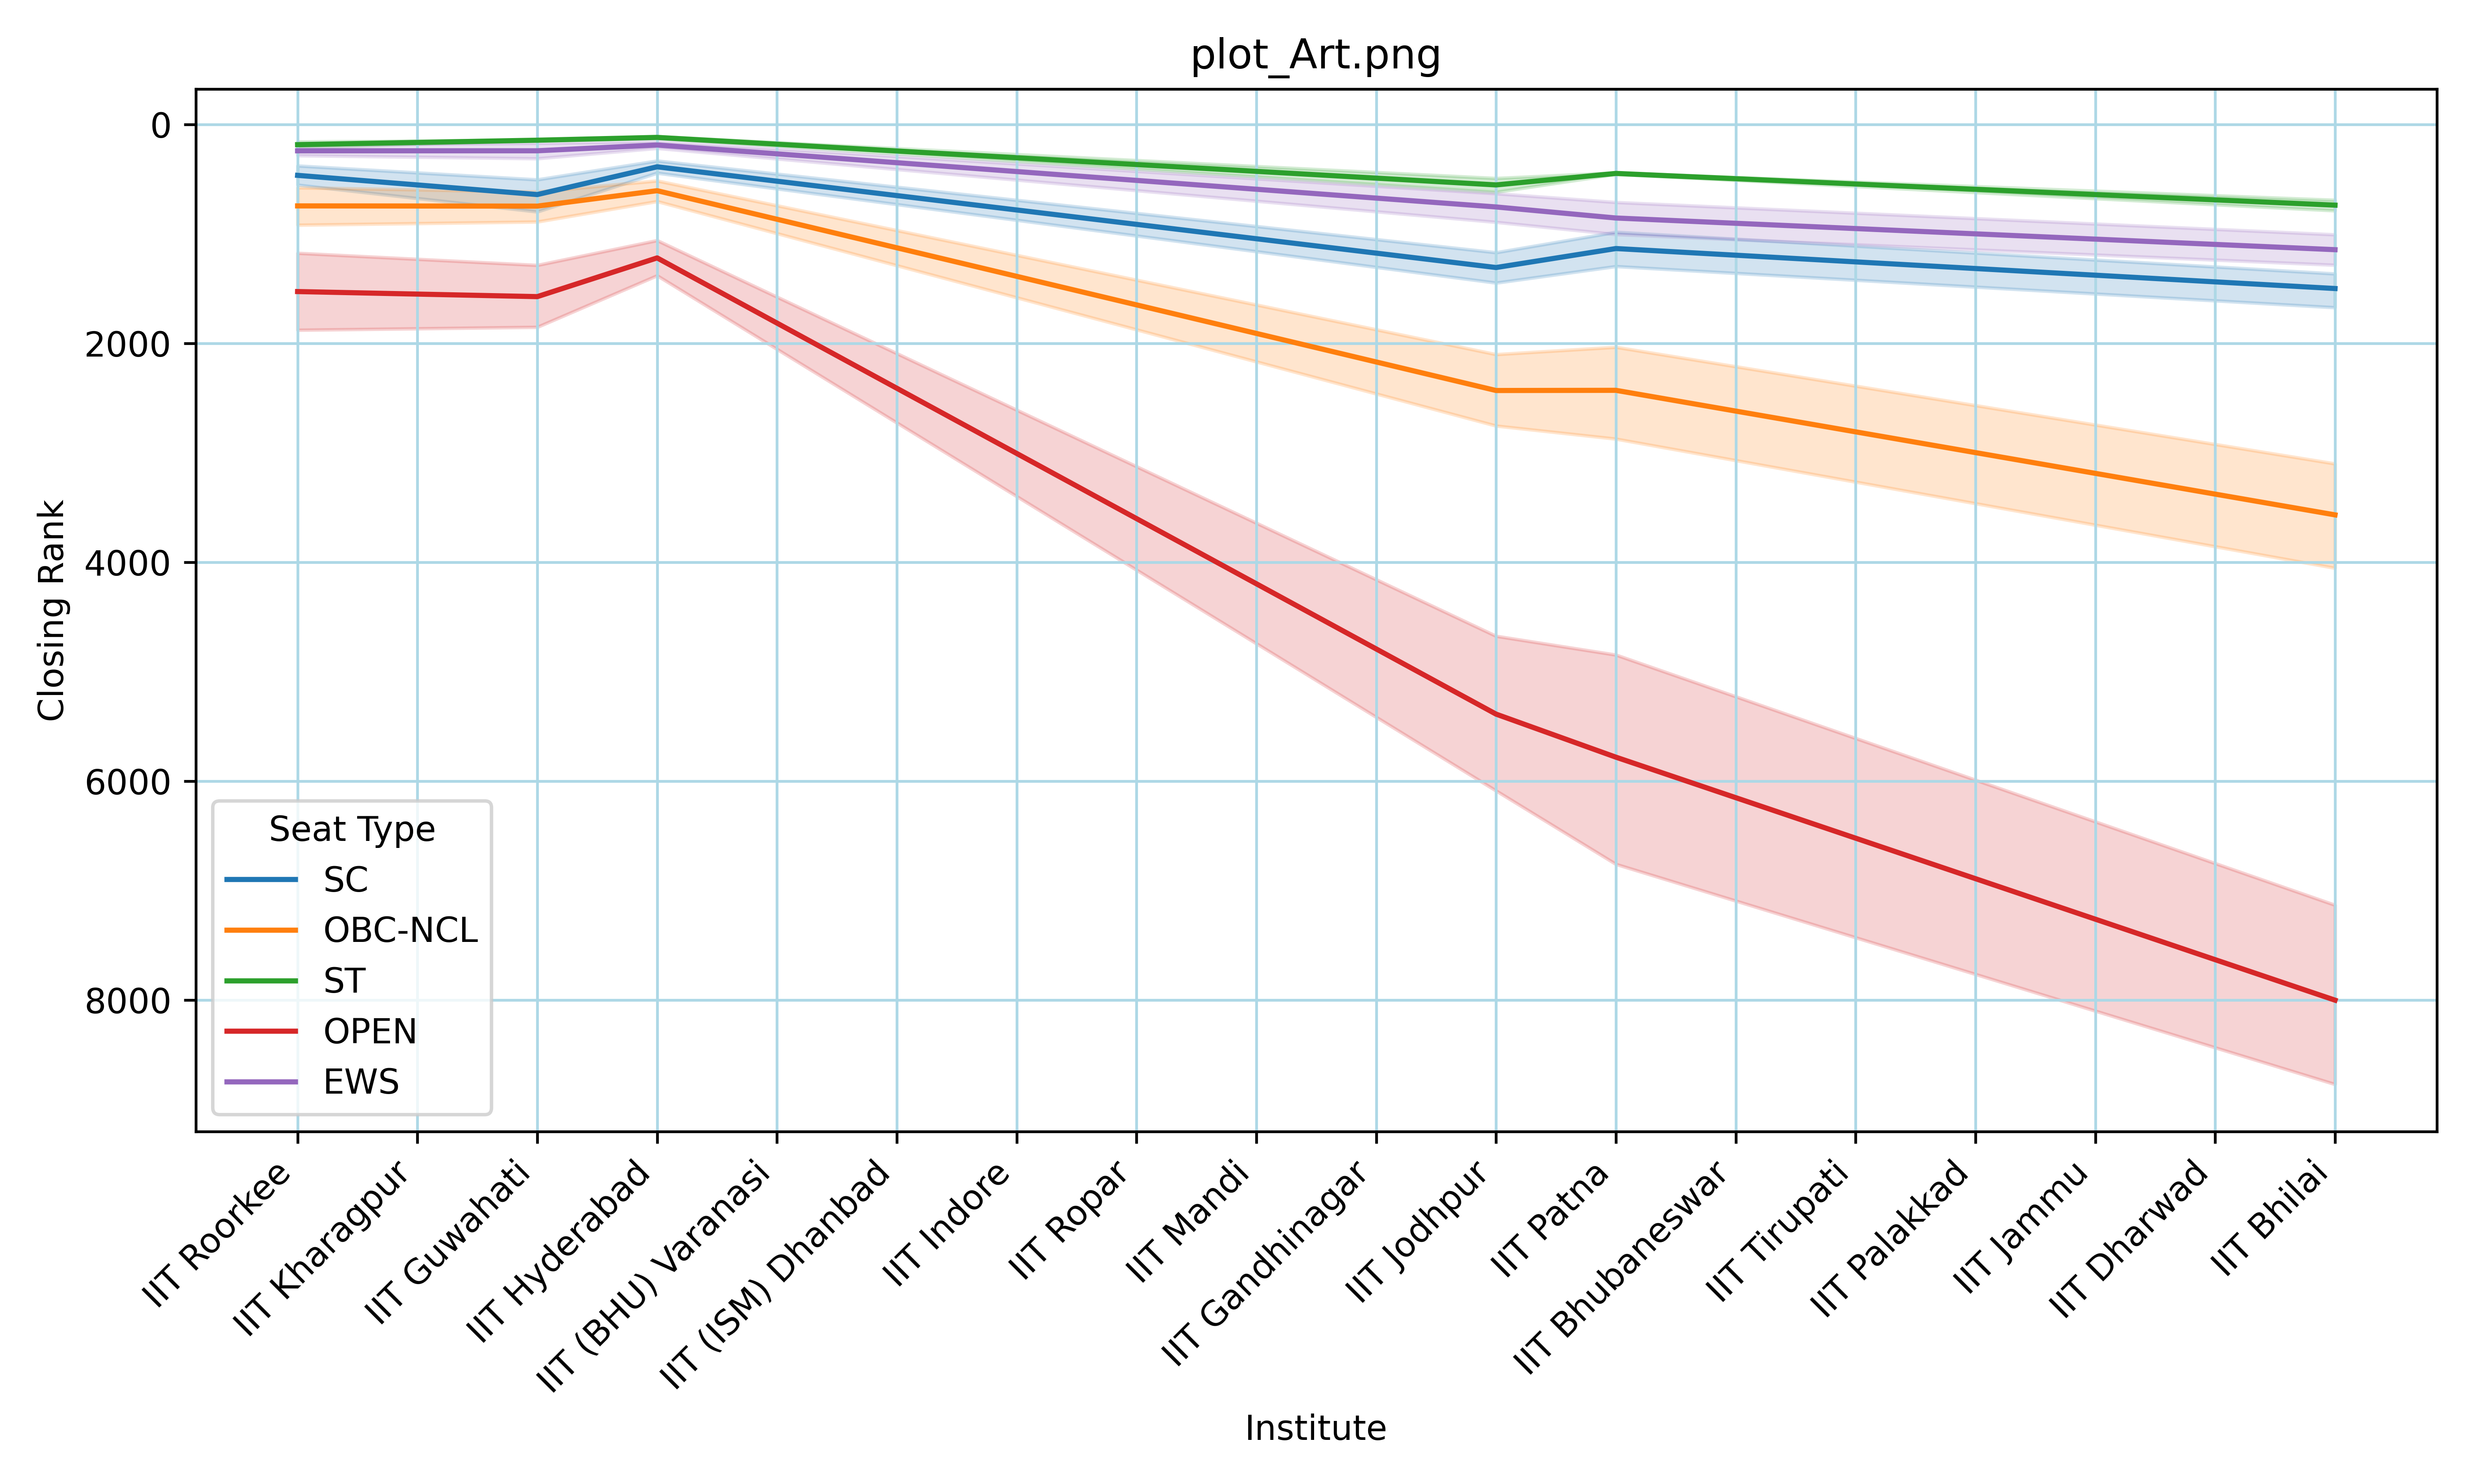 plot_Art.png
0
2000
4000
6000
8000
Closing Rank
Seat Type
SC
OBC-NCL
ST
OPEN
EWS
IIT Roorkee
IIT Kharagpur
IIT Guwahati
IIT Hyderabad
IIT (BHU) Varanasi
IIT (ISM) Dhanbad
IIT Indore
IIT Ropar
IIT Mandi
IIT Gandhinagar
IIT Jodhpur
IIT Patna
IIT Bhubaneswar
IIT Tirupati
IIT Palakkad
IIT Jammu
IIT Dharwad
IIT Bhilai
Institute